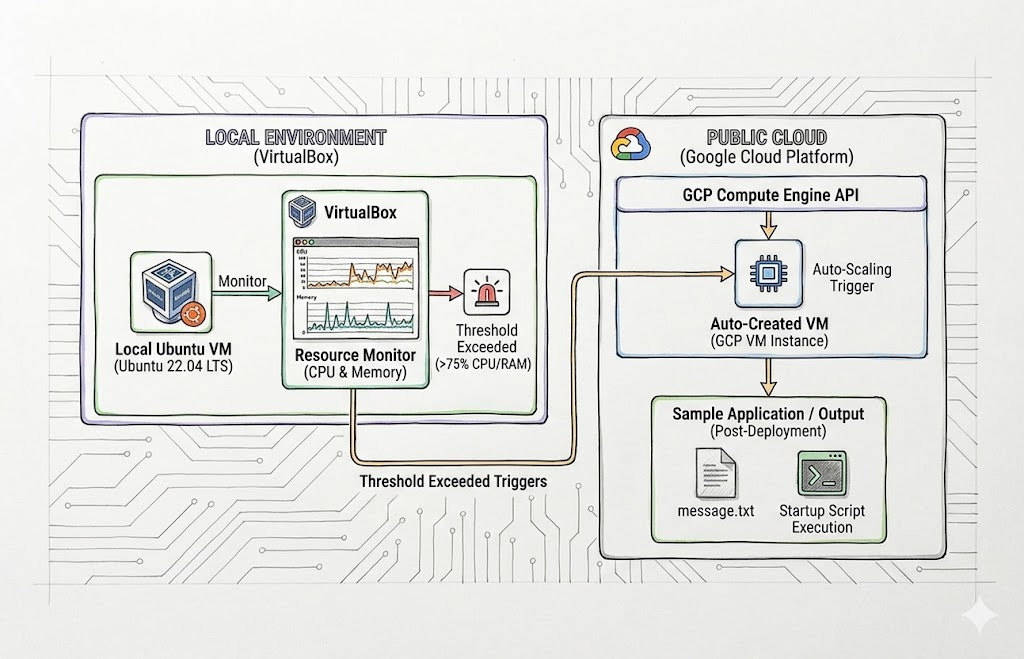 LOCAL ENVIRONMENT
(VirtualBox)
VirtualBox
CPU
Memory
Monitor
Local Ubuntu VM
(Ubuntu 22.04 LTS)
Resource Monitor
(CPU & Memory)
Threshold
Exceeded
(>75% CPU/RAM)
Threshold Exceeded Triggers
PUBLIC CLOUD
(Google Cloud Platform)
GCP Compute Engine API
Auto-Scaling
Trigger
Auto-Created VM
(GCP VM Instance)
Sample Application / Output
(Post-Deployment)
message.txt
Startup Script
Execution